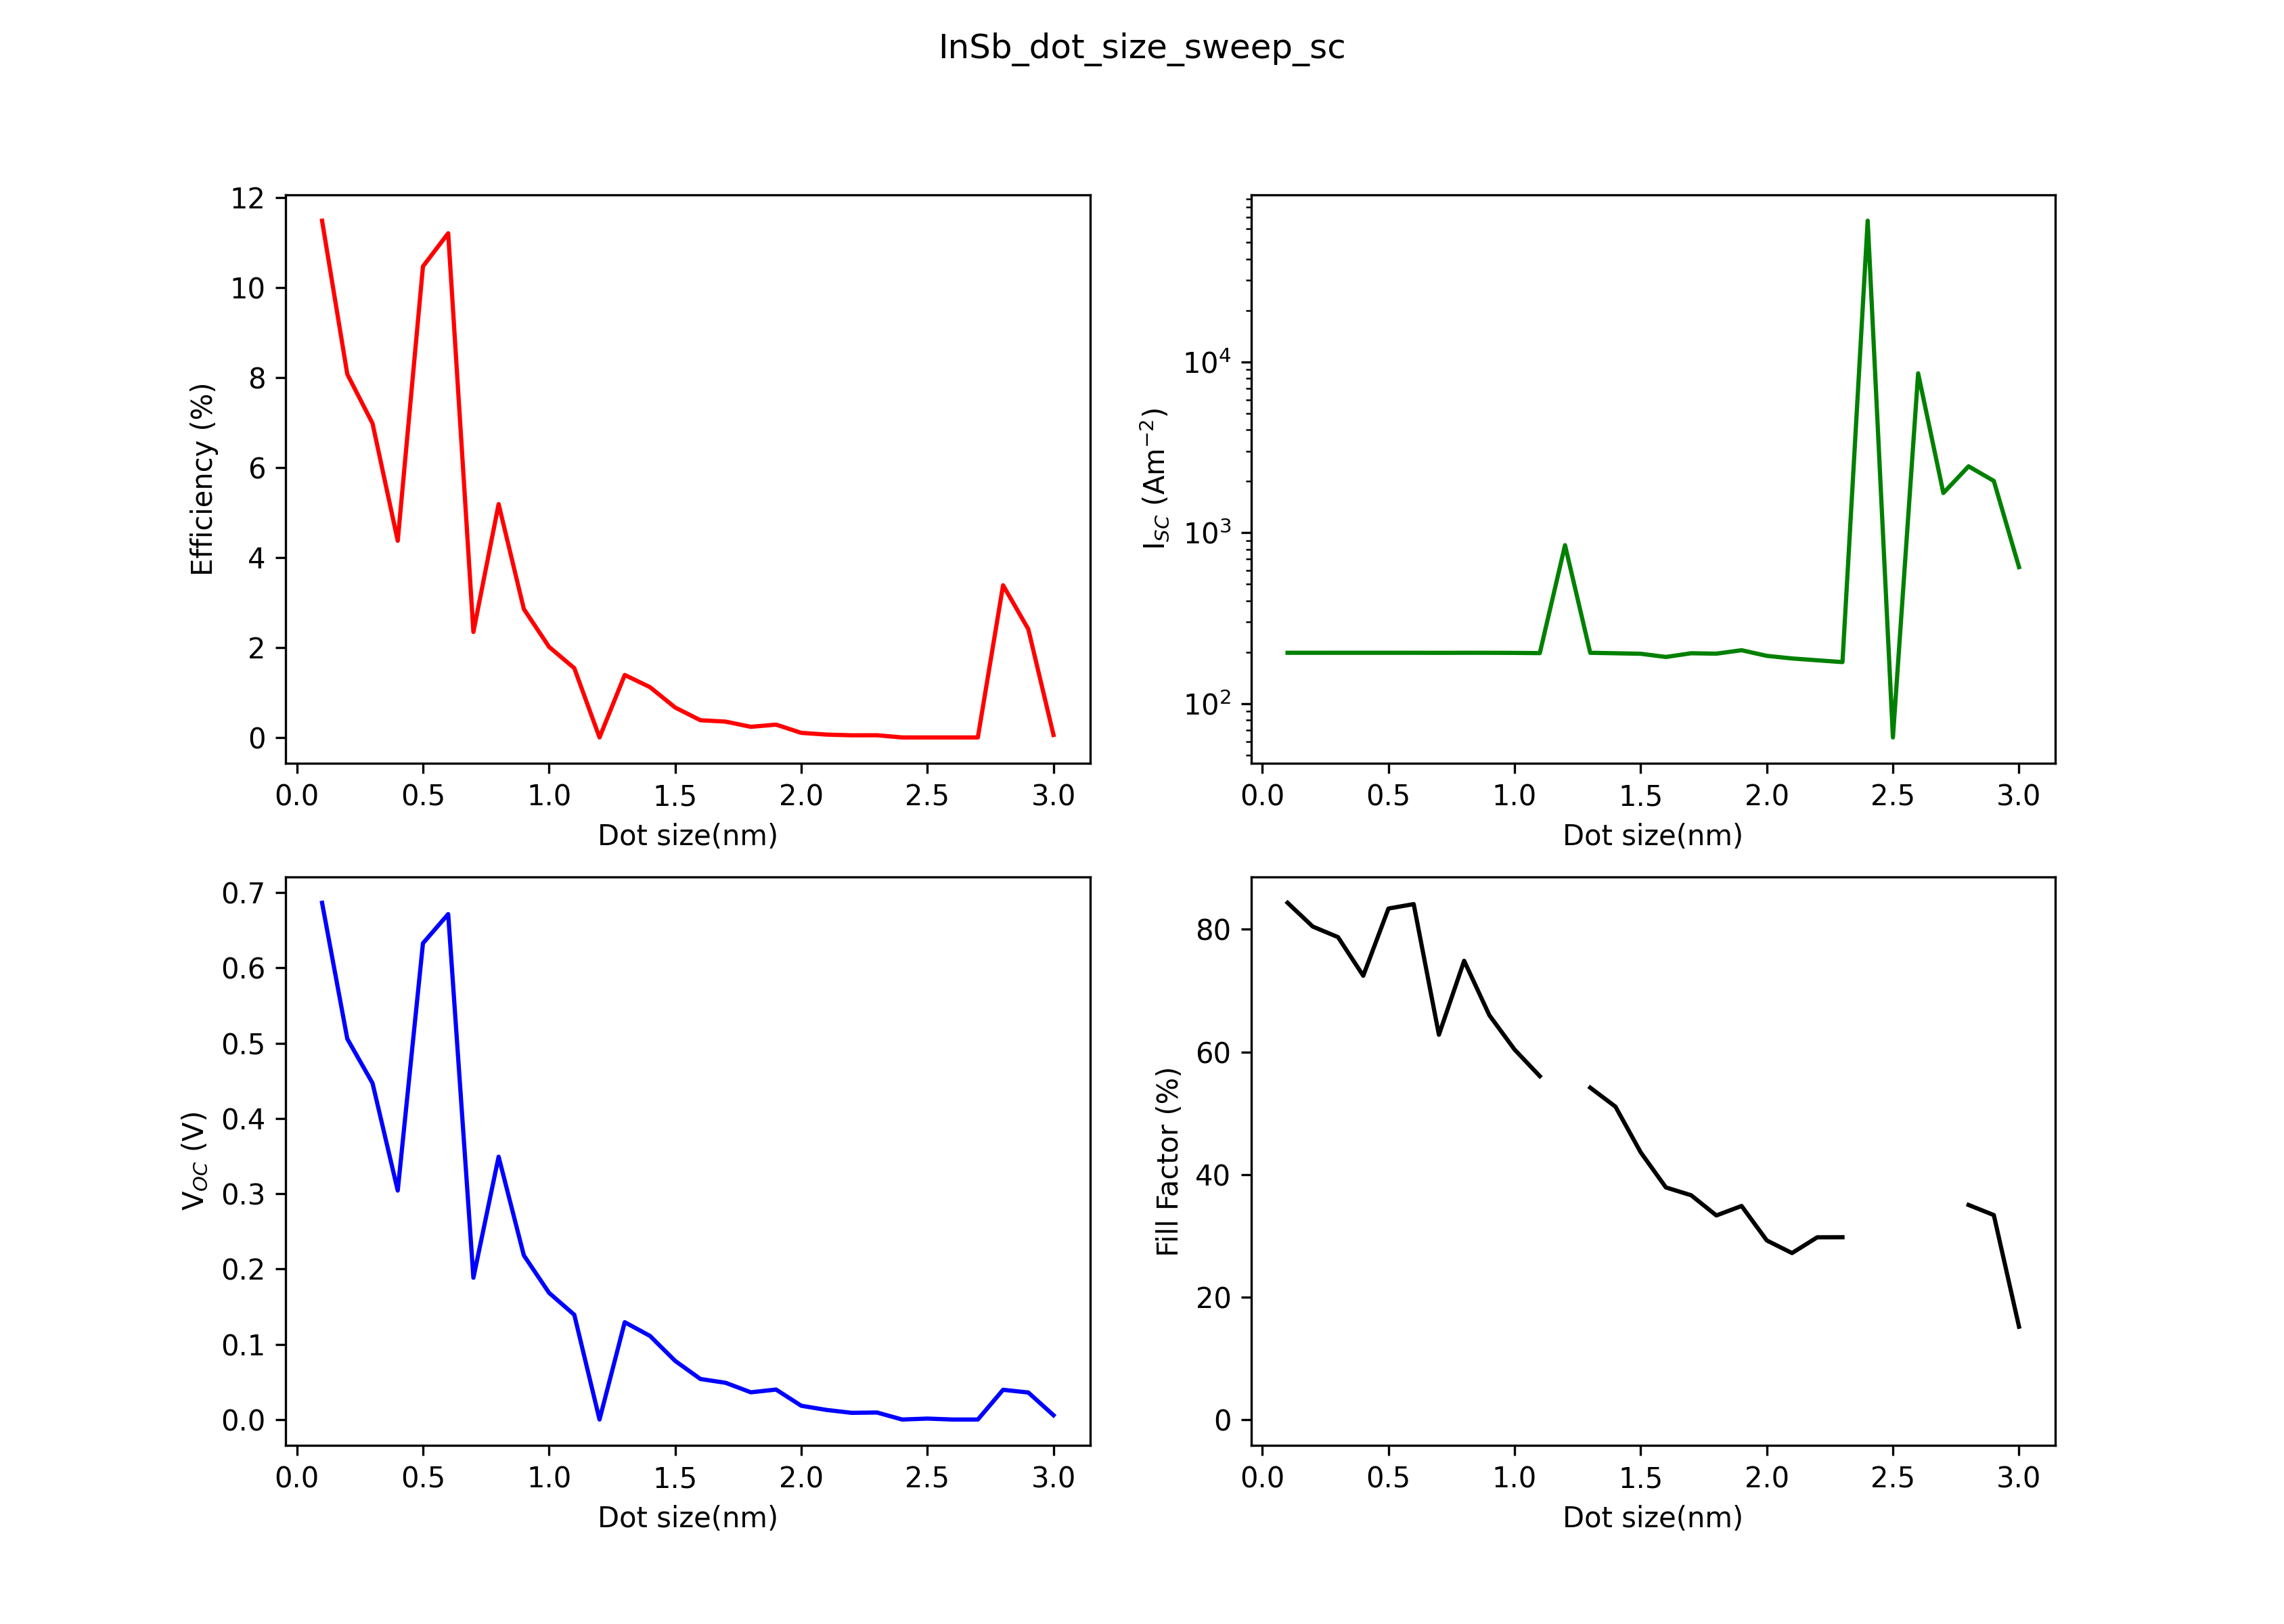 InSb_dot_size_sweep_sc
12
10
8
6
4
2
0
Efficiency (%)
0.0 0.5 1.0 1.5 2.0 2.5 3.0
Dot size(nm)
10⁴
10³
10²
I_SC (Am⁻²)
0.0 0.5 1.0 1.5 2.0 2.5 3.0
Dot size(nm)
0.7
0.6
0.5
0.4
0.3
0.2
0.1
0.0
V_OC (V)
0.0 0.5 1.0 1.5 2.0 2.5 3.0
Dot size(nm)
80
60
40
20
0
Fill Factor (%)
0.0 0.5 1.0 1.5 2.0 2.5 3.0
Dot size(nm)